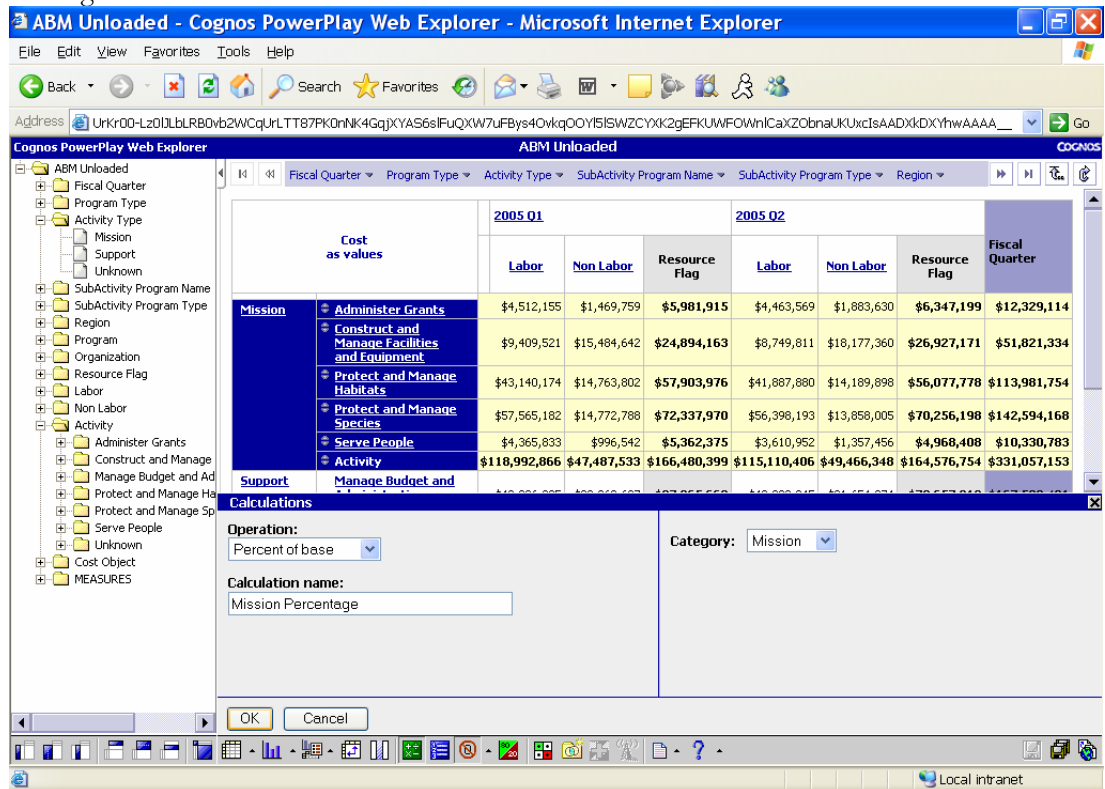 ABM Unloaded - Cognos PowerPlay Web Explorer - Microsoft Internet Explorer
File Edit View Favorites Tools Help
Back Search Favorites
Address Go
Cognos PowerPlay Web Explorer ABM Unloaded COGNOS
ABM Unloaded
Fiscal Quarter
Program Type
Activity Type
Mission
Support
Unknown
SubActivity Program Name
SubActivity Program Type
Region
Program
Organization
Resource Flag
Labor
Non Labor
Activity
Administer Grants
Construct and Manage
Manage Budget and Ad
Protect and Manage Ha
Protect and Manage Sp
Serve People
Unknown
Cost Object
MEASURES
Fiscal Quarter Program Type Activity Type SubActivity Program Name SubActivity Program Type Region
Cost
as values
2005 Q1 2005 Q2 Fiscal Quarter
Labor Non Labor Resource Flag Labor Non Labor Resource Flag
Mission Administer Grants $4,512,155 $1,469,759 $5,981,915 $4,463,569 $1,883,630 $6,347,199 $12,329,114
Construct and
Manage Facilities
and Equipment $9,409,521 $15,484,642 $24,894,163 $8,749,811 $18,177,360 $26,927,171 $51,821,334
Protect and Manage
Habitats $43,140,174 $14,763,802 $57,903,976 $41,887,880 $14,189,898 $56,077,778 $113,981,754
Protect and Manage
Species $57,565,182 $14,772,788 $72,337,970 $56,398,193 $13,858,005 $70,256,198 $142,594,168
Serve People $4,365,833 $996,542 $5,362,375 $3,610,952 $1,357,456 $4,968,408 $10,330,783
Activity $118,992,866 $47,487,533 $166,480,399 $115,110,406 $49,466,348 $164,576,754 $331,057,153
Support Manage Budget and
Calculations
Operation:
Percent of base
Category: Mission
Calculation name:
Mission Percentage
OK Cancel
Local intranet